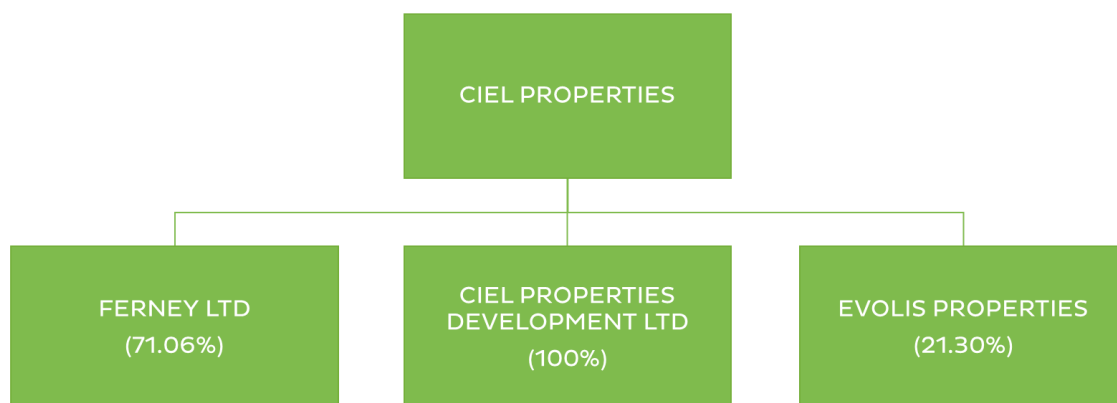 CIEL PROPERTIES
FERNEY LTD
(71.06%)
CIEL PROPERTIES
DEVELOPMENT LTD
(100%)
EVOLIS PROPERTIES
(21.30%)